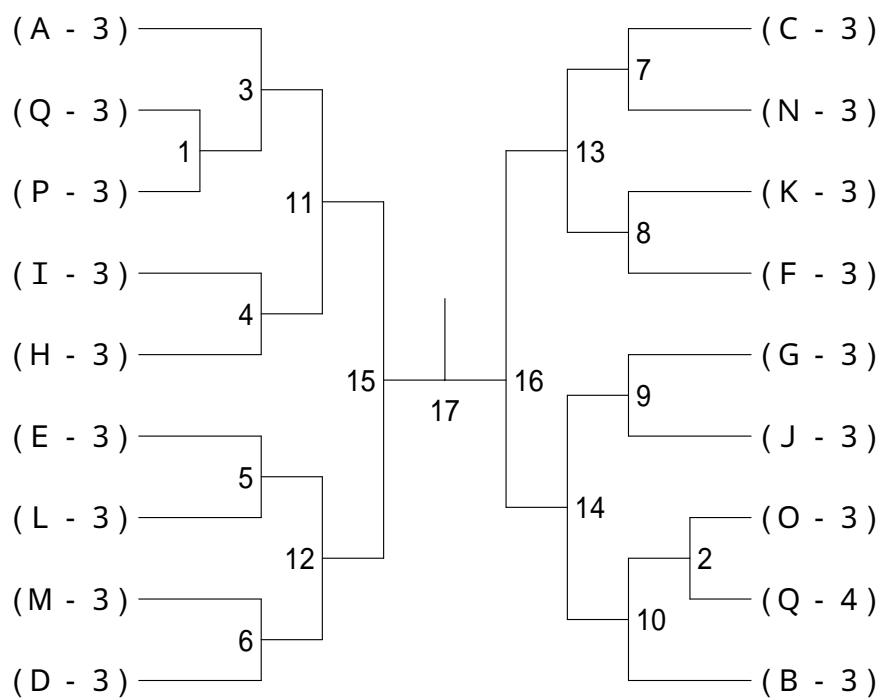 (A - 3)
(Q - 3)
(P - 3)
(I - 3)
(H - 3)
(E - 3)
(L - 3)
(M - 3)
(D - 3)
1
3
4
5
6
11
12
15
17
16
13
14
7
8
9
2
10
(C - 3)
(N - 3)
(K - 3)
(F - 3)
(G - 3)
(J - 3)
(O - 3)
(Q - 4)
(B - 3)